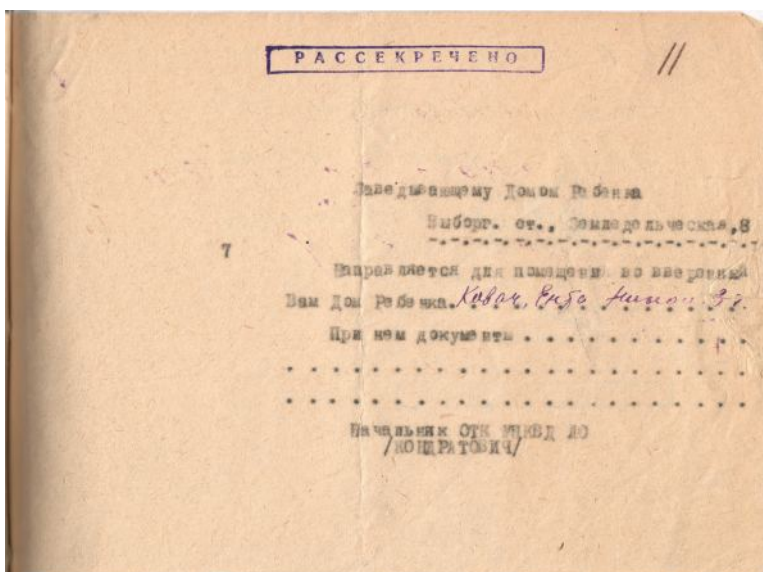 РАССЕКРЕЧЕНО
11
Заведывающему Домом Ребенка
Выборг. ст., Земледельческая,8
7
Направляется для помещения во вверенный
Вам Дом Ребенка. Ковач,
При нем документы . . . . . . . . . . . .
. . . . . . . . . . . . . . . . . . . . . .
. . . . . . . . . . . . . . . . . . . . . .
Начальник ОТК УНКВД ЛО
/КОНДРАТОВИЧ/